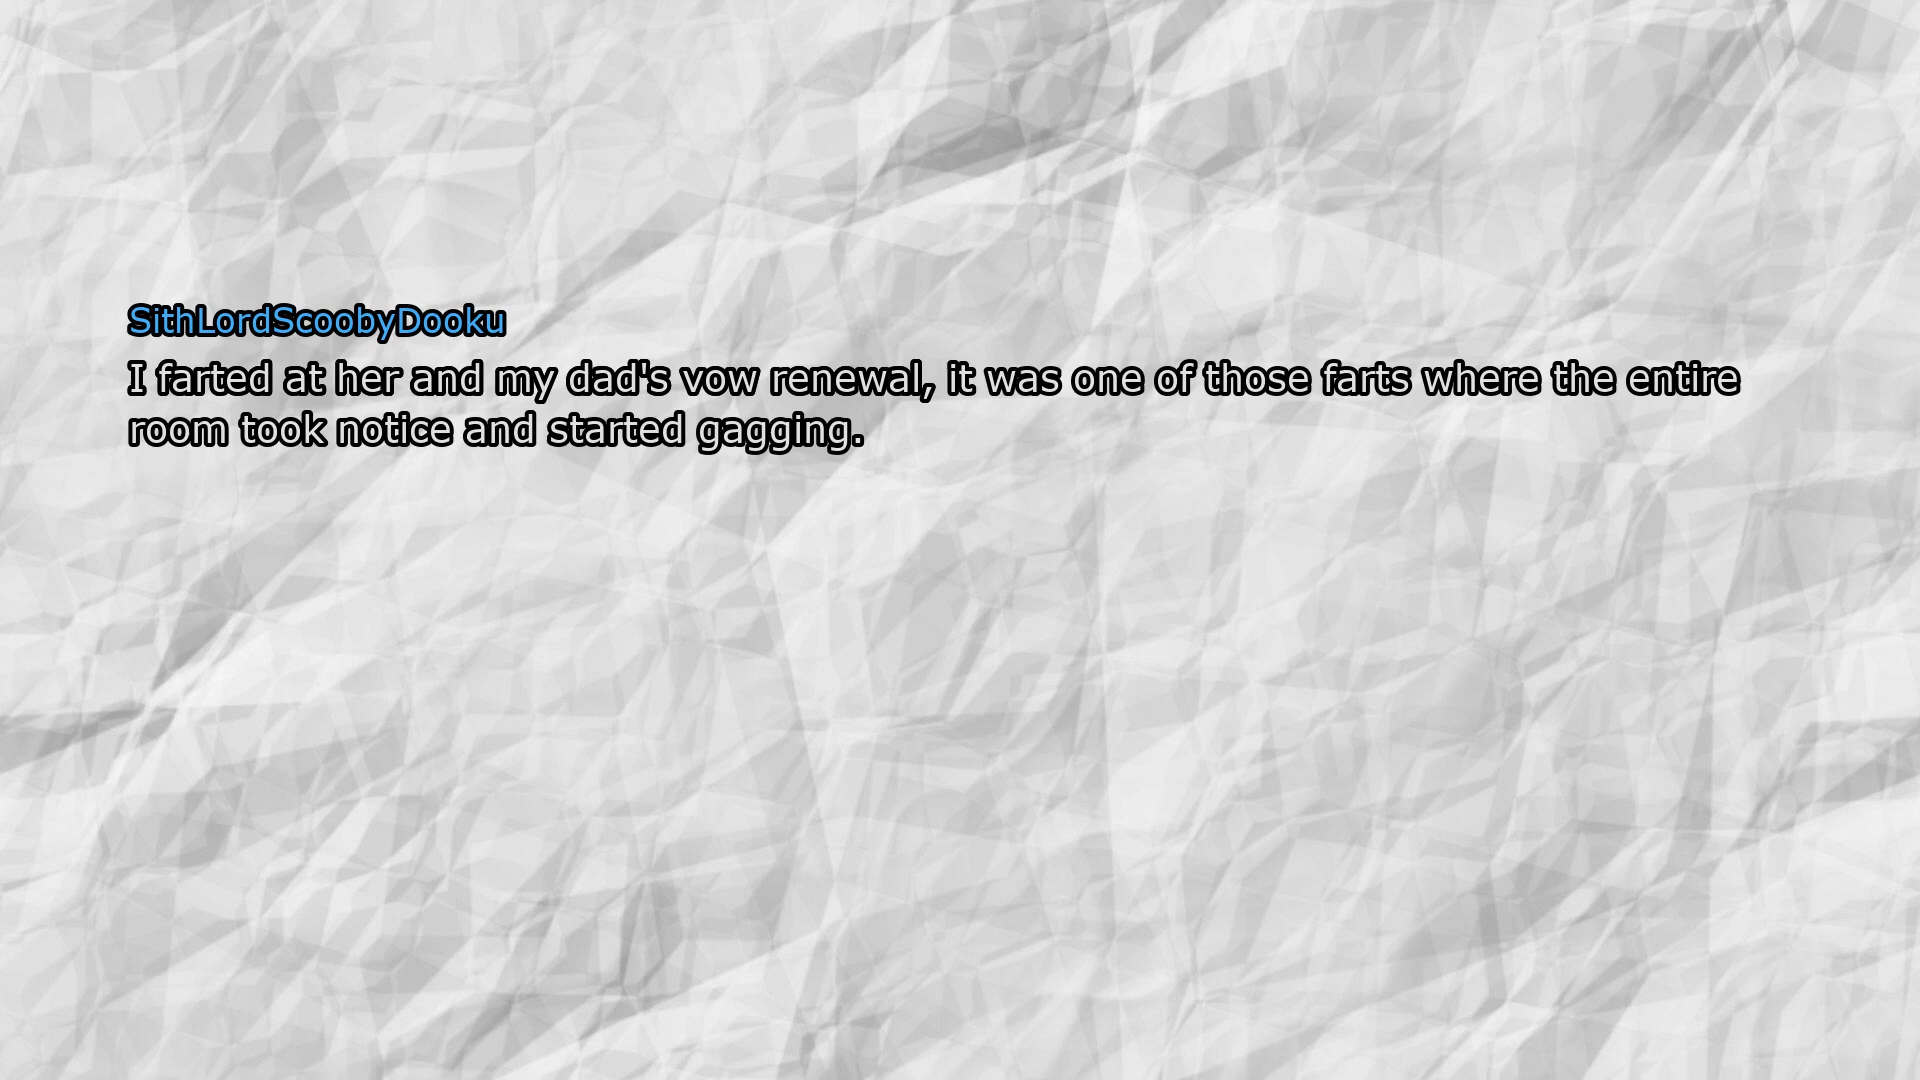 SithLordScoobyDooku
I farted at her and my dad's vow renewal, it was one of those farts where the entire
room took notice and started gagging.